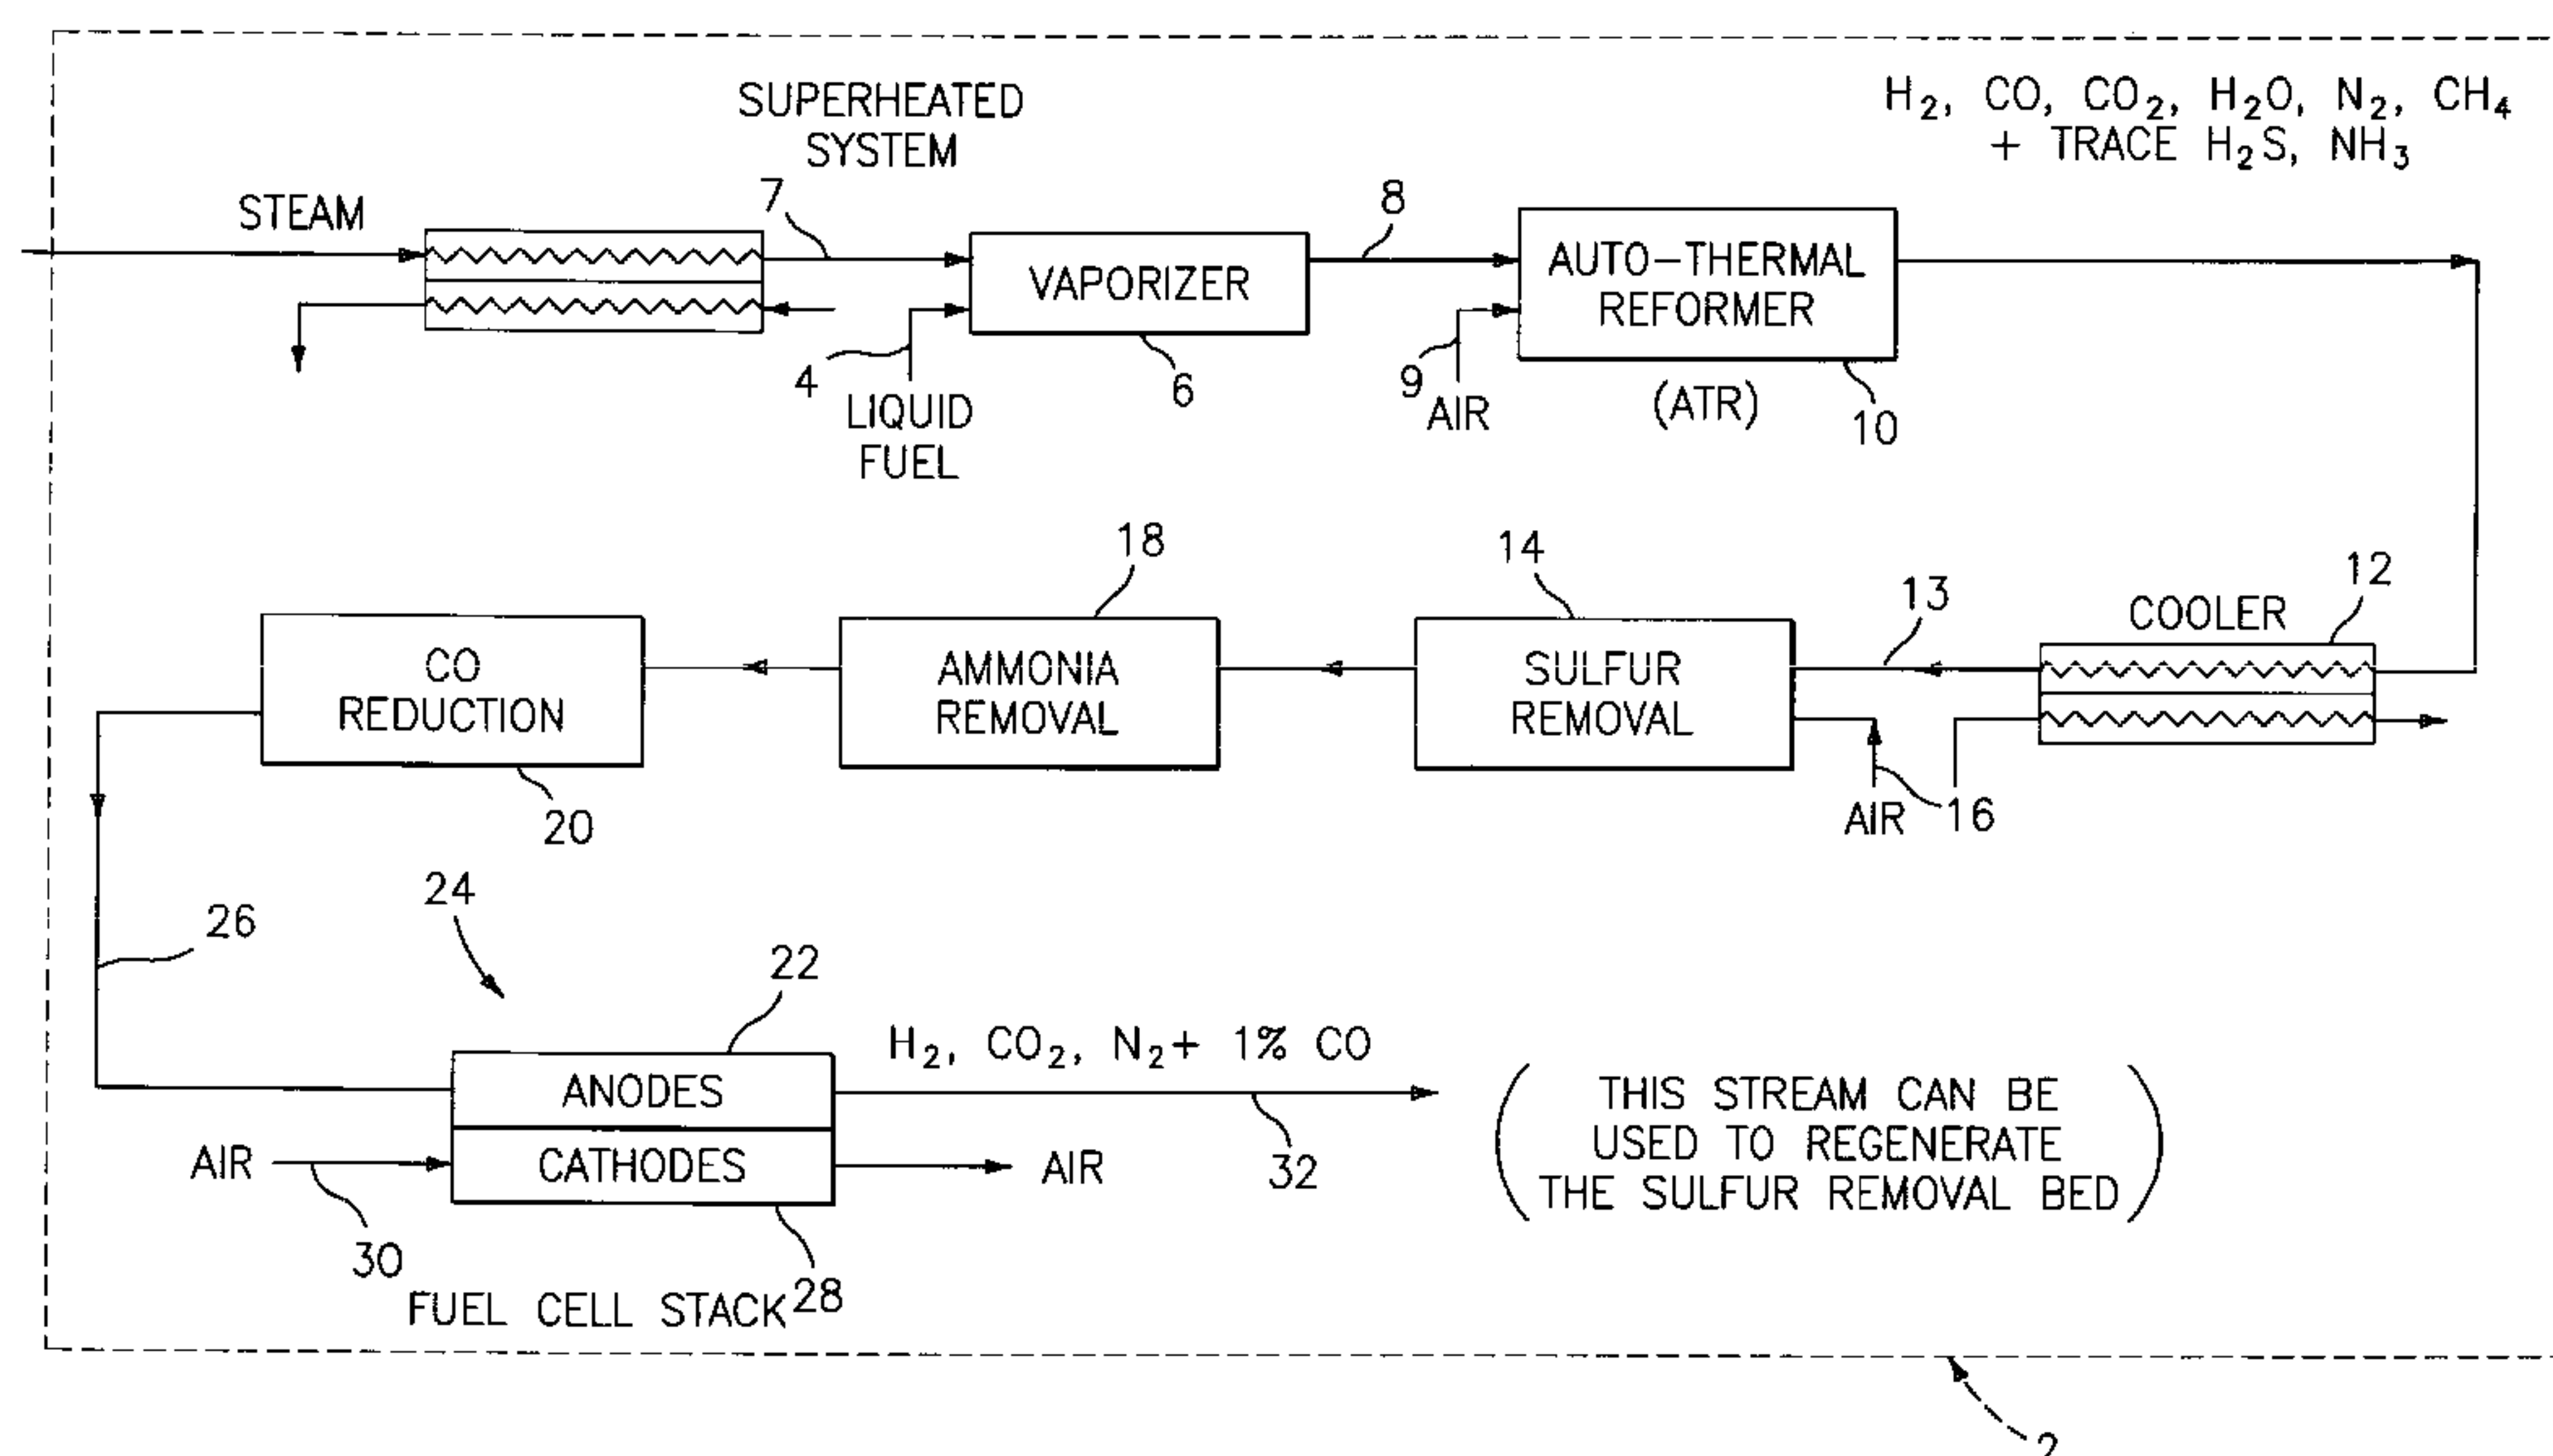 SUPERHEATED
SYSTEM
H2, CO, CO2, H2O, N2, CH4
+ TRACE H2S, NH3
STEAM
7
8
VAPORIZER
AUTO-THERMAL
REFORMER
4
LIQUID
FUEL
6
9
AIR
(ATR)
10
18
14
13
12
COOLER
CO
REDUCTION
AMMONIA
REMOVAL
SULFUR
REMOVAL
20
AIR
16
24
26
22
H2, CO2, N2+ 1% CO
ANODES
CATHODES
AIR
AIR
32
(THIS STREAM CAN BE
USED TO REGENERATE
THE SULFUR REMOVAL BED)
30
28
FUEL CELL STACK
2